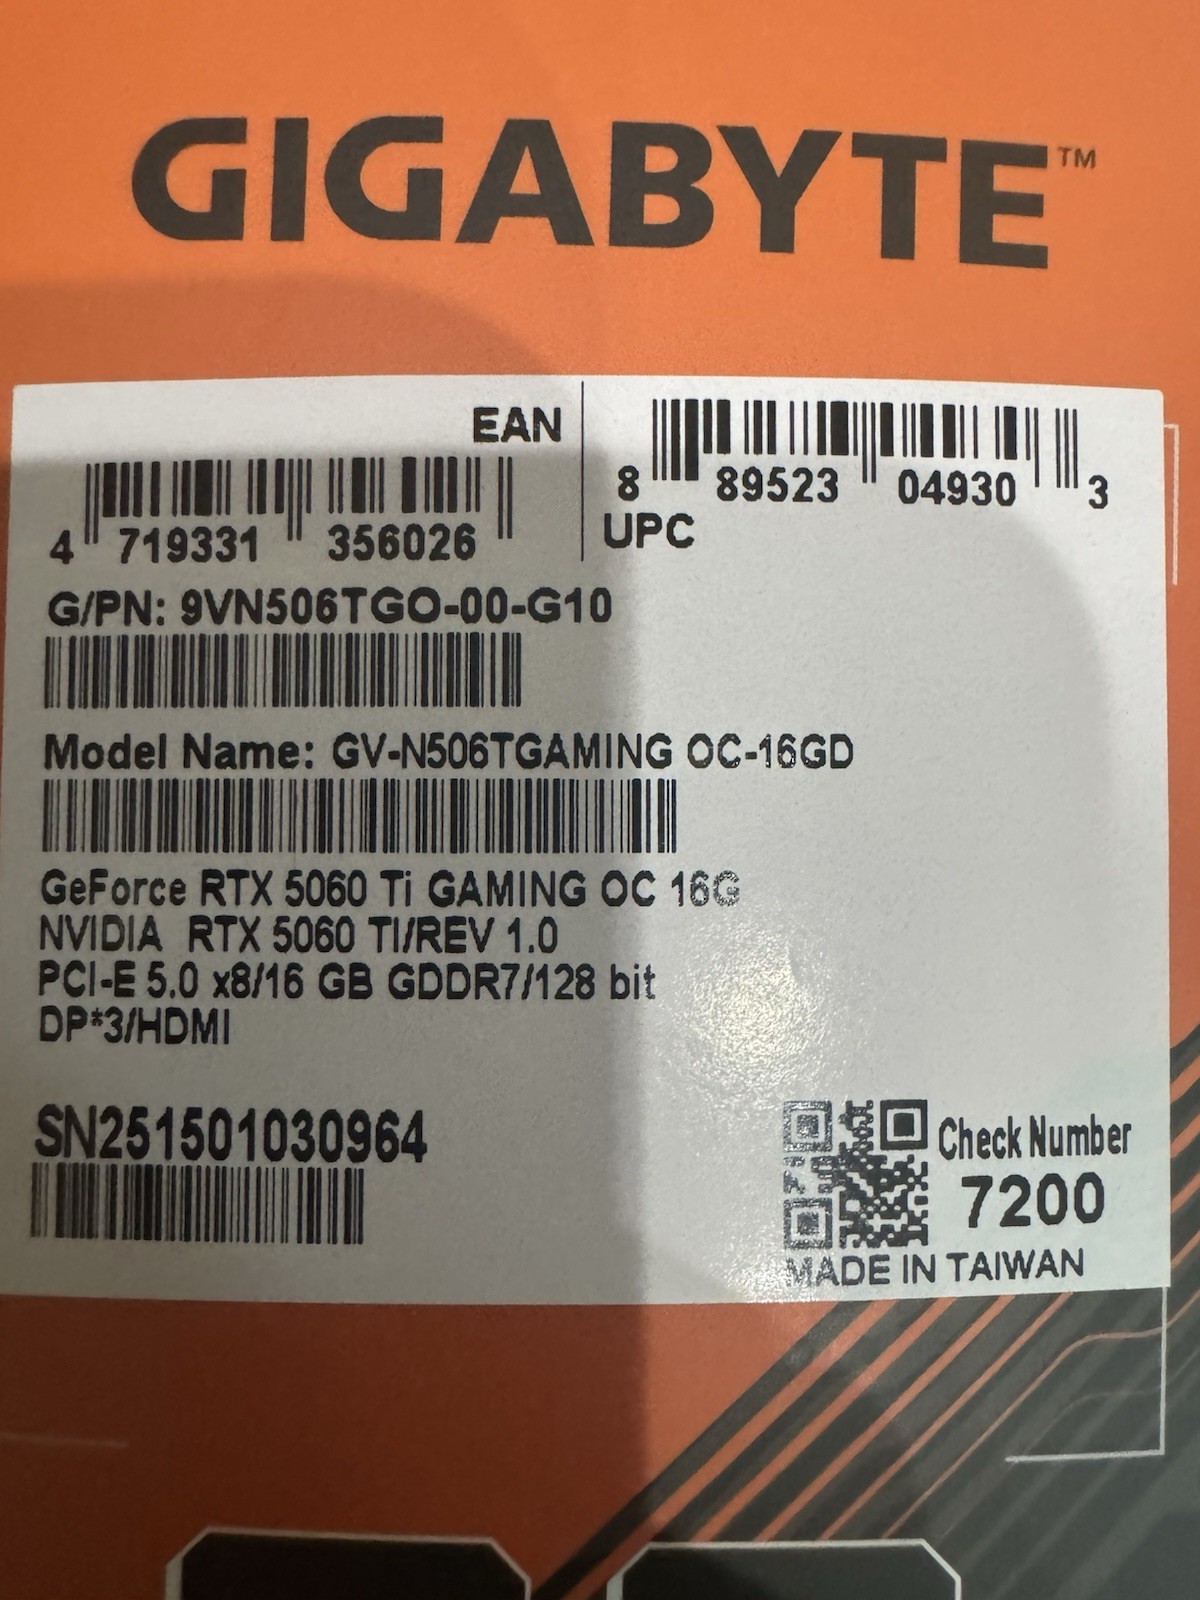 GIGABYTE™
EAN
4 719331 356026
8 89523 04930 3
UPC
G/PN: 9VN506TGO-00-G10
Model Name: GV-N506TGAMING OC-16GD
GeForce RTX 5060 Ti GAMING OC 16G
NVIDIA RTX 5060 TI/REV 1.0
PCI-E 5.0 x8/16 GB GDDR7/128 bit
DP*3/HDMI
SN251501030964
Check Number
7200
MADE IN TAIWAN